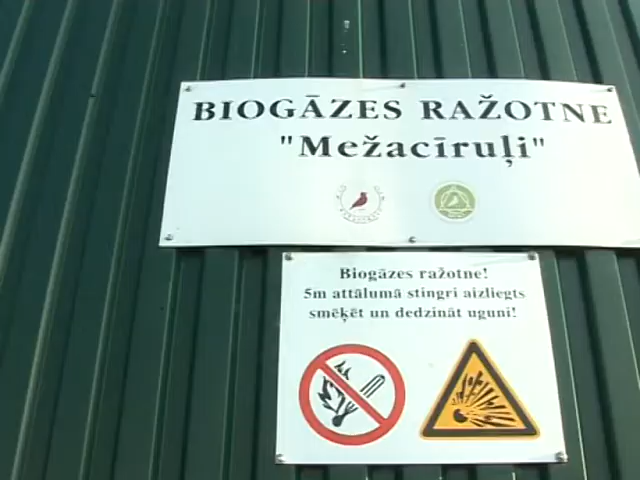 BIOGĀZES RAŽOTNE
"Mežacīruļi"
Biogāzes ražotne!
5m attālumā stingri aizliegts
smēķēt un dedzināt uguni!